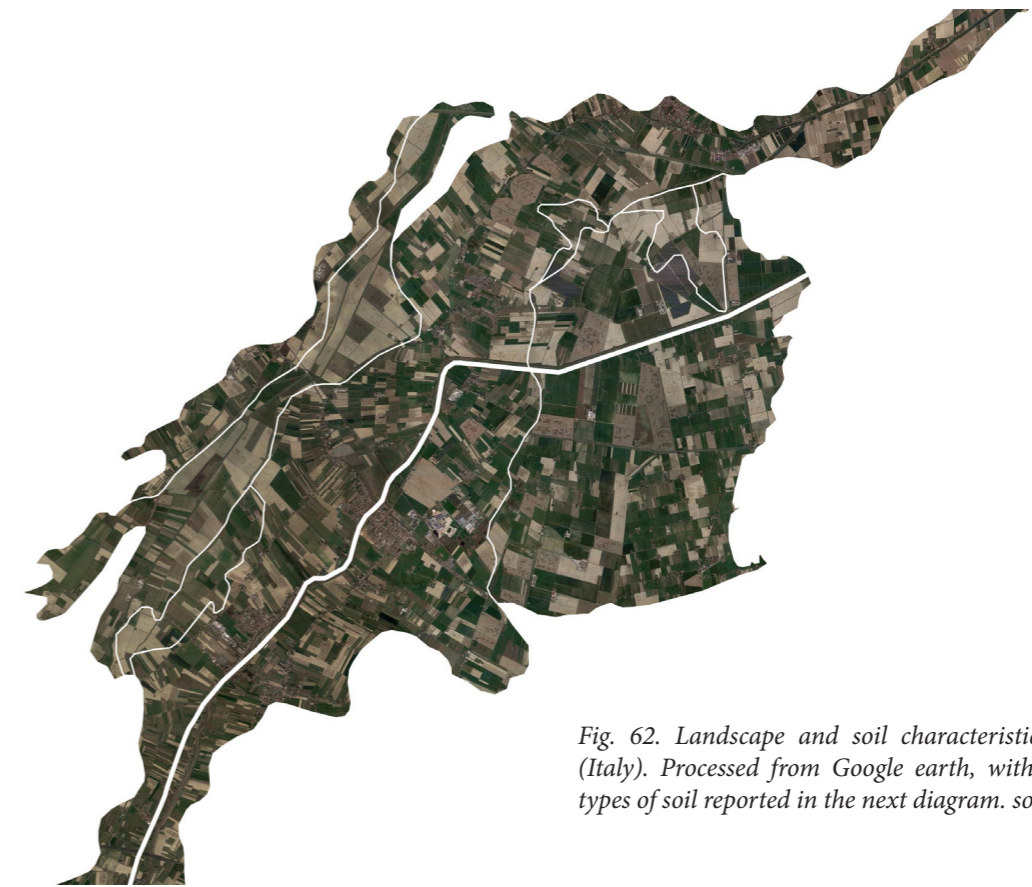 Fig. 62. Landscape and soil characteristic
(Italy). Processed from Google earth, with
types of soil reported in the next diagram. so